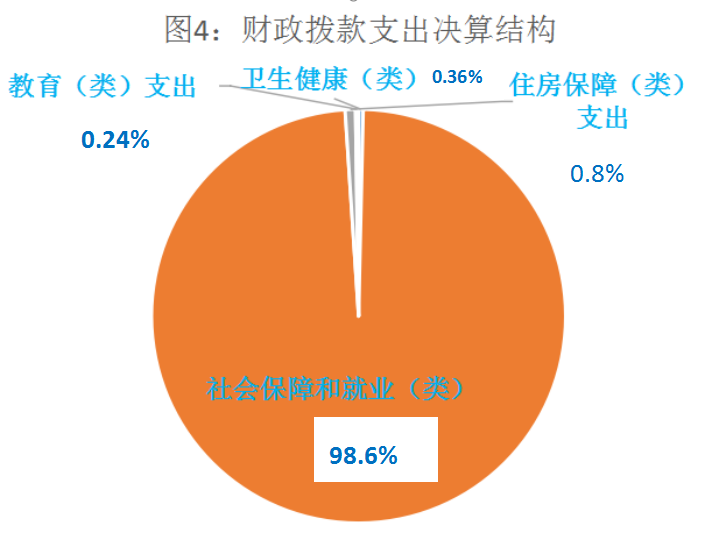 图4：财政拨款支出决算结构
教育（类）支出
0.24%
卫生健康（类）0.36%
住房保障（类）
支出
0.8%
社会保障和就业（类）
98.6%